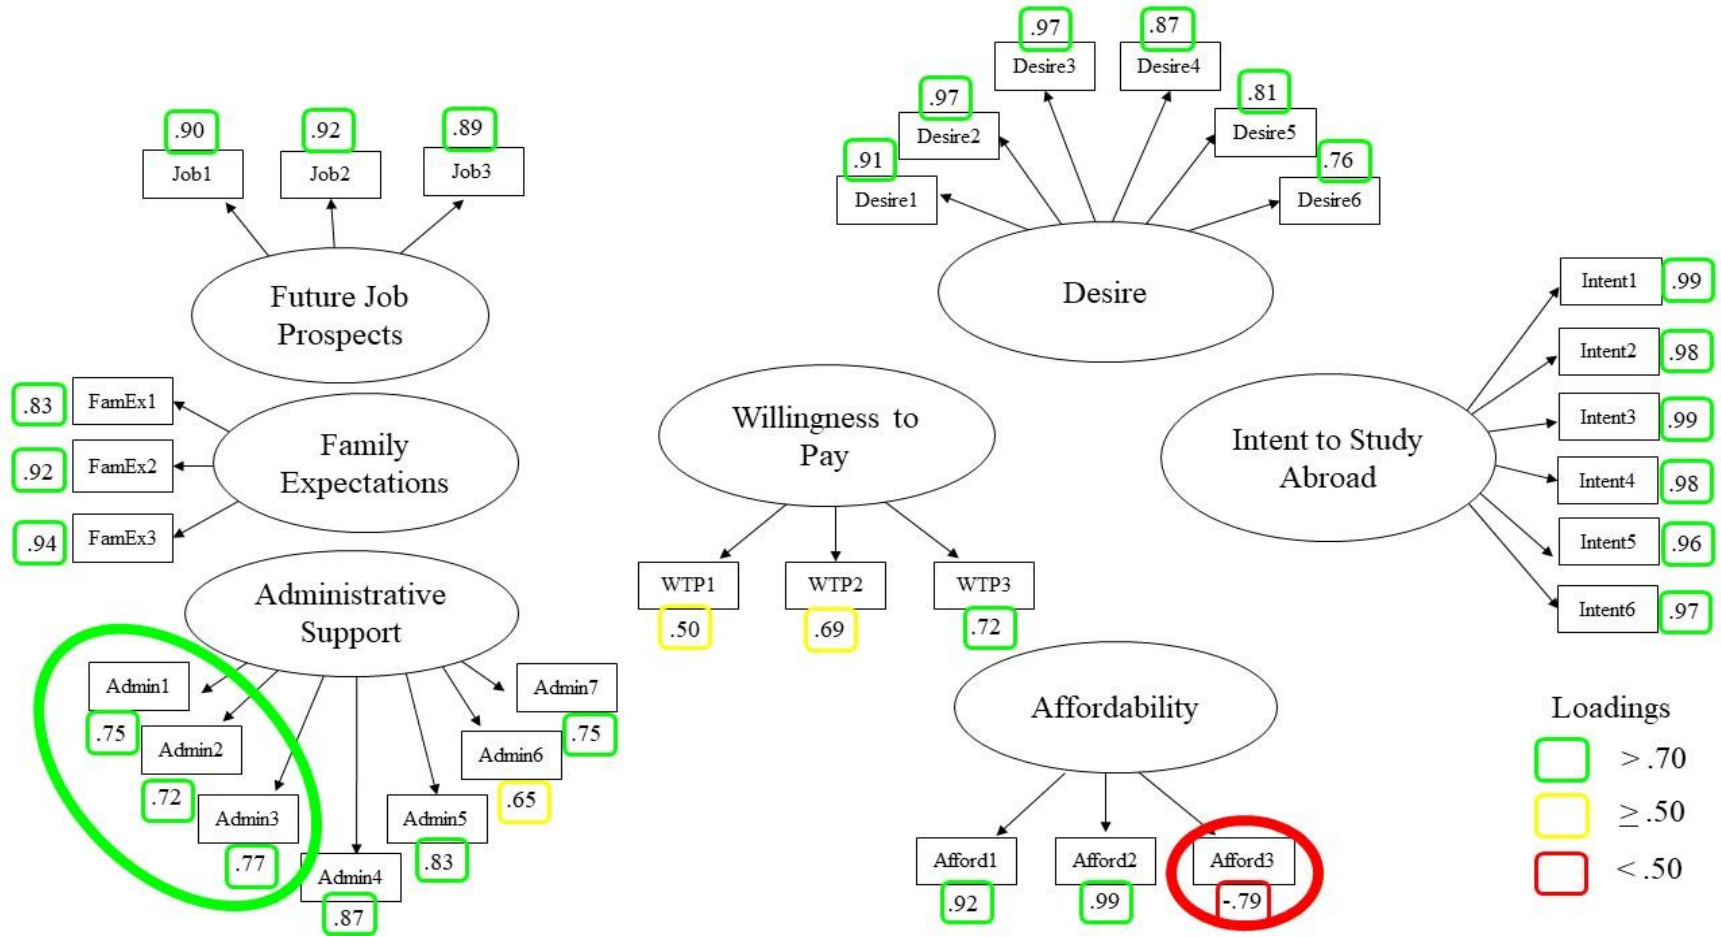 .90
.92
.89
Job1
Job2
Job3
Future Job
Prospects
.83
FamEx1
.92
FamEx2
.94
FamEx3
Family
Expectations
Administrative
Support
Admin1
.75
Admin2
.72
Admin3
.77
Admin4
.87
Admin5
.83
Admin6
.65
Admin7
.75
.91
Desire1
.97
Desire2
.97
Desire3
.87
Desire4
.81
Desire5
.76
Desire6
Desire
Willingness to
Pay
WTP1
.50
WTP2
.69
WTP3
.72
Intent to Study
Abroad
Intent1 .99
Intent2 .98
Intent3 .99
Intent4 .98
Intent5 .96
Intent6 .97
Affordability
Afford1
.92
Afford2
.99
Afford3
-.79
Loadings
> .70
≥ .50
< .50